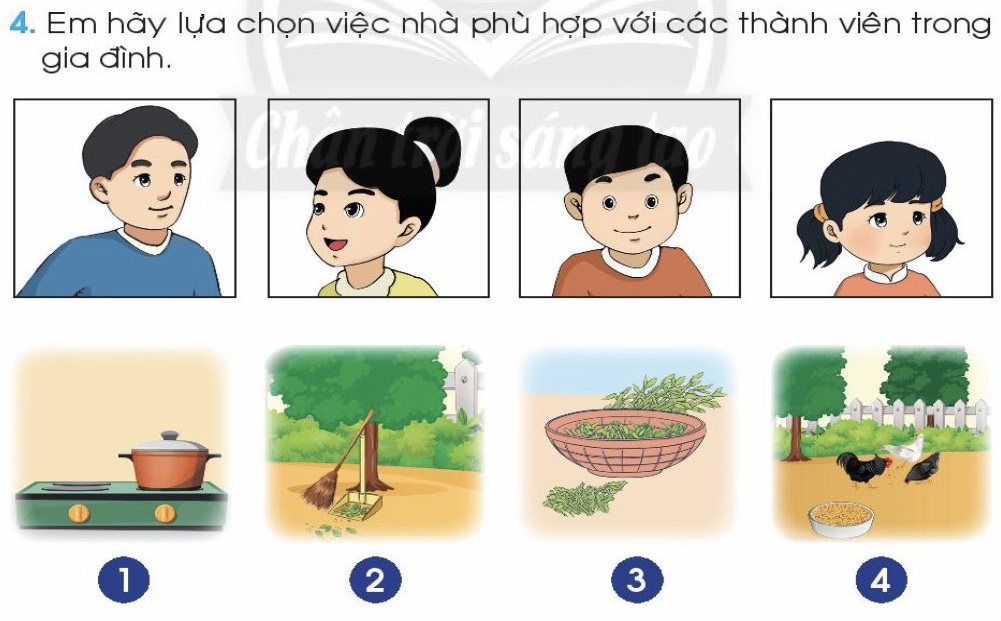 4. Em hãy lựa chọn việc nhà phù hợp với các thành viên trong
gia đình.
Chân trời sáng tạo
1
2
3
4